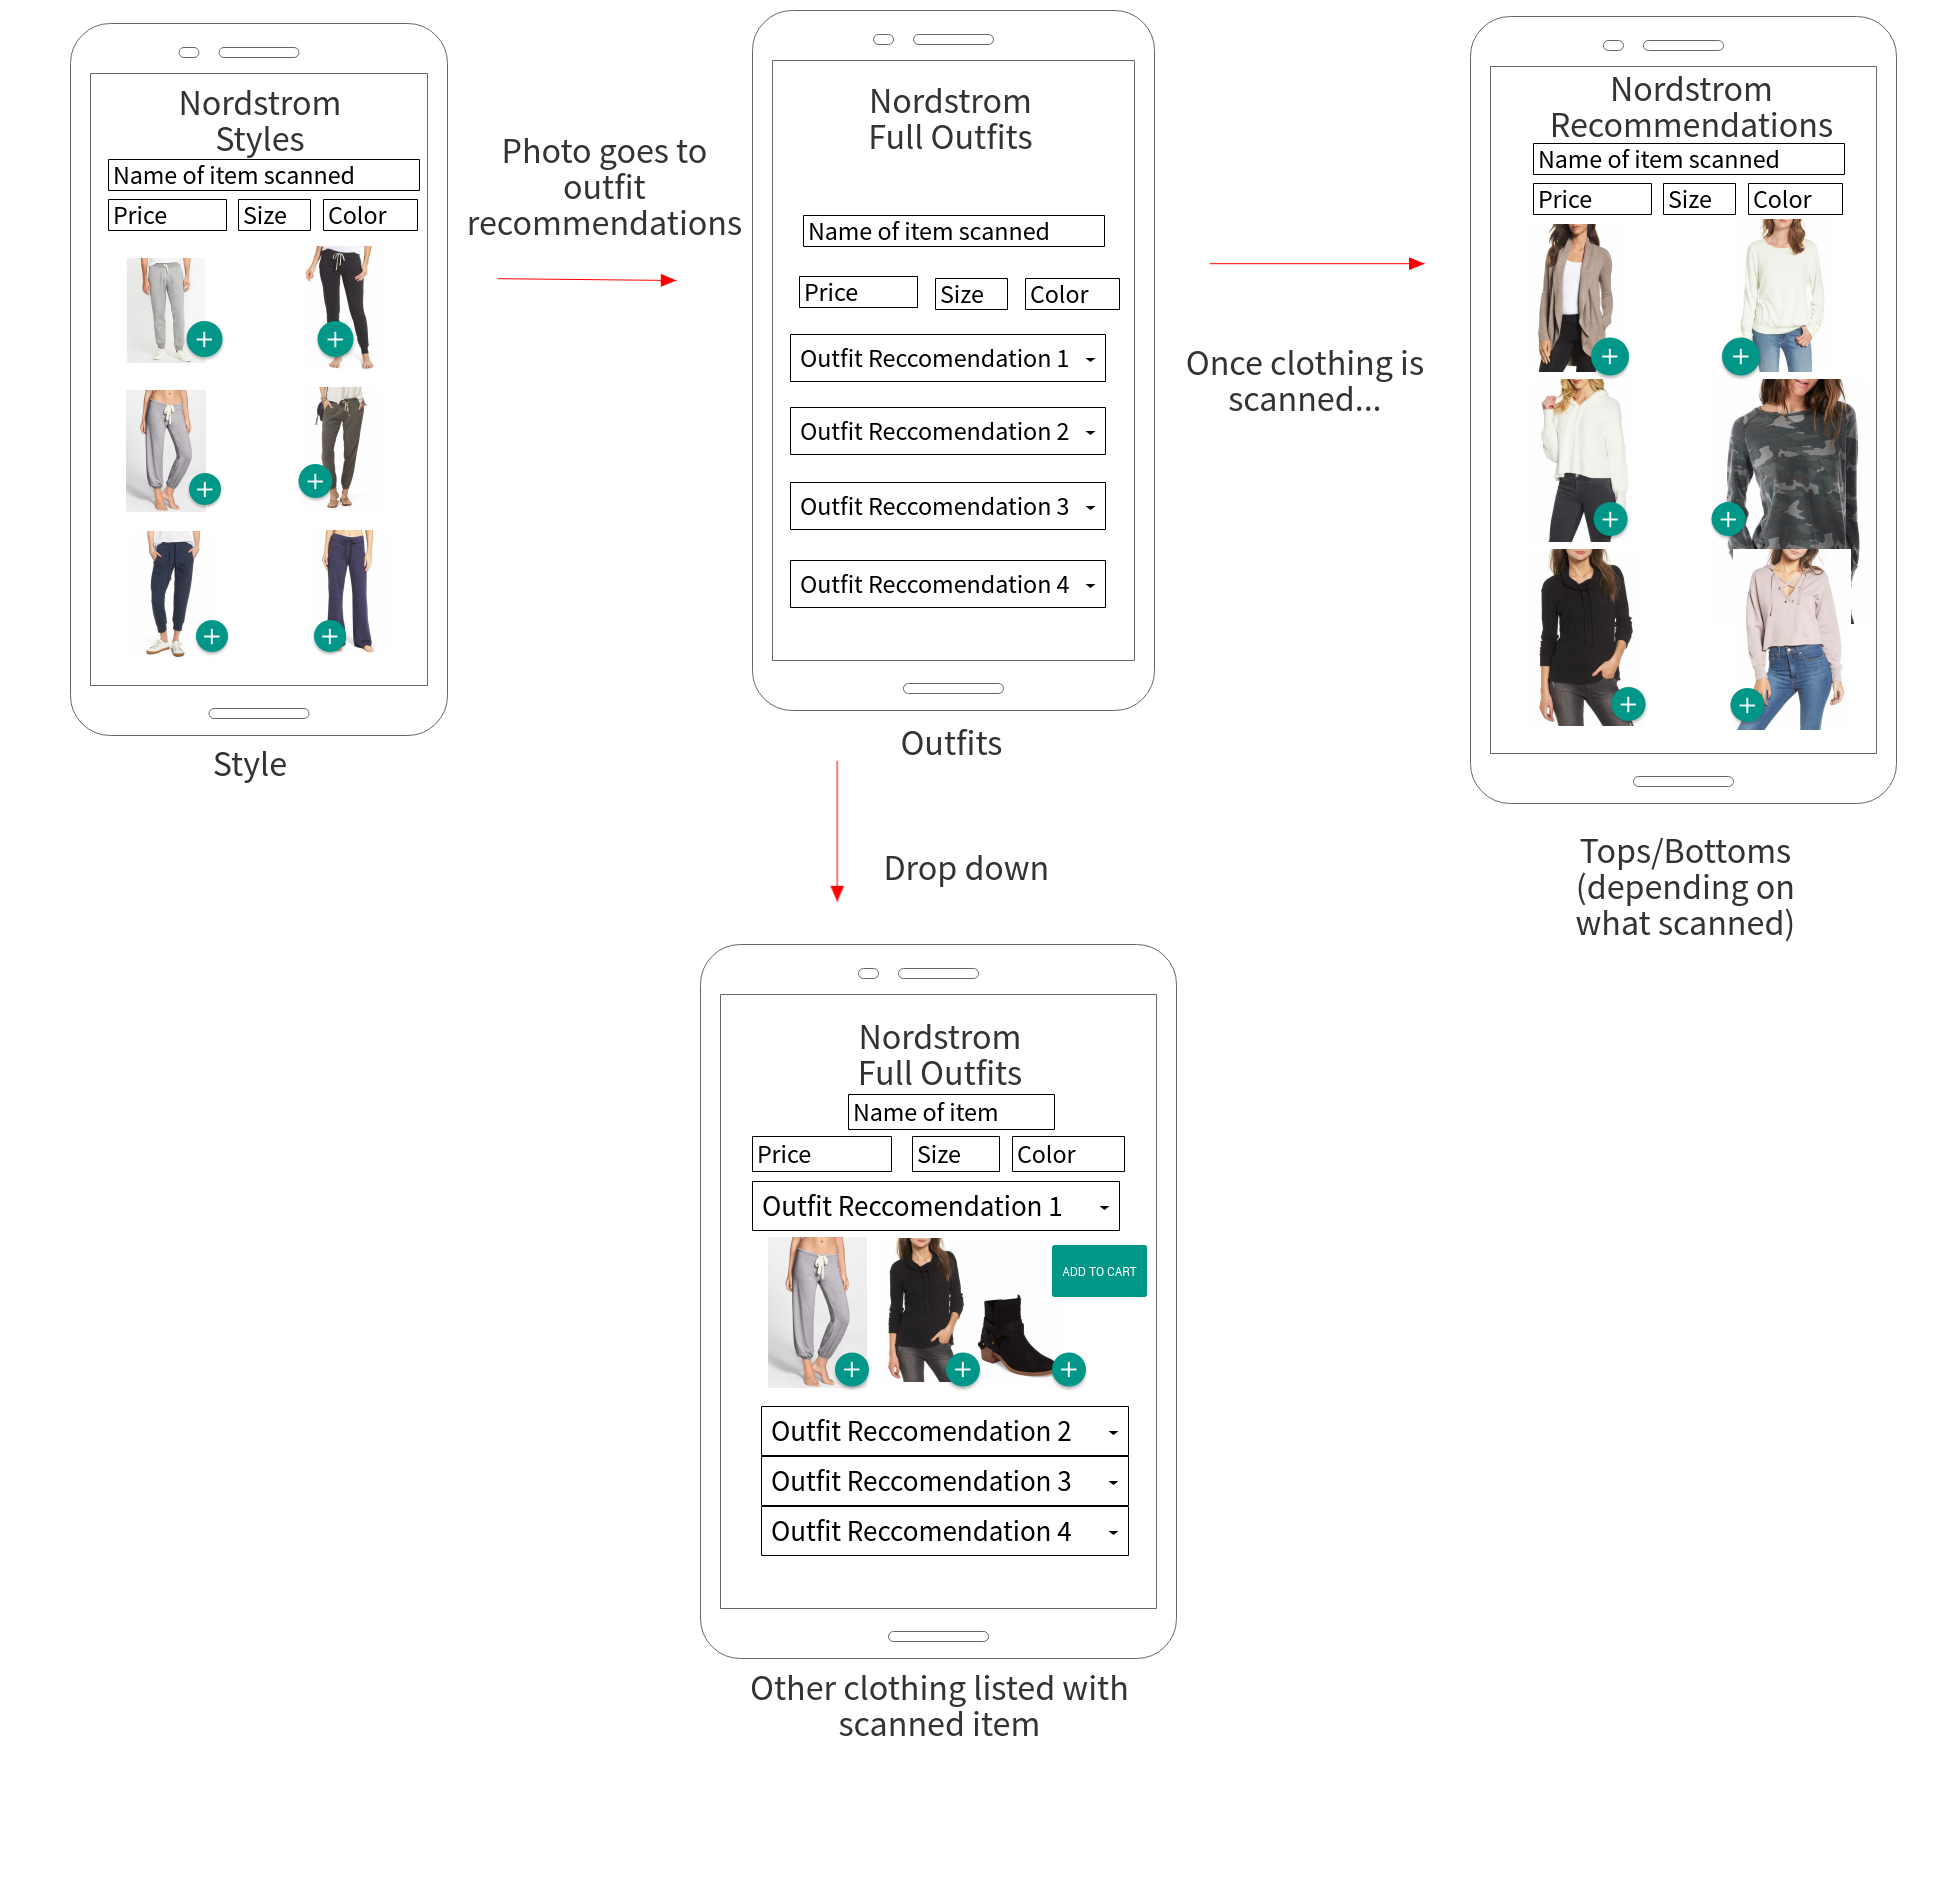 Nordstrom
Styles
Name of item scanned
Price Size Color
Style
Photo goes to
outfit
recommendations
Nordstrom
Full Outfits
Name of item scanned
Price Size Color
Outfit Reccomendation 1
Outfit Reccomendation 2
Outfit Reccomendation 3
Outfit Reccomendation 4
Outfits
Once clothing is
scanned...
Nordstrom
Recommendations
Name of item scanned
Price Size Color
Tops/Bottoms
(depending on
what scanned)
Drop down
Nordstrom
Full Outfits
Name of item
Price Size Color
Outfit Reccomendation 1
ADD TO CART
Outfit Reccomendation 2
Outfit Reccomendation 3
Outfit Reccomendation 4
Other clothing listed with
scanned item